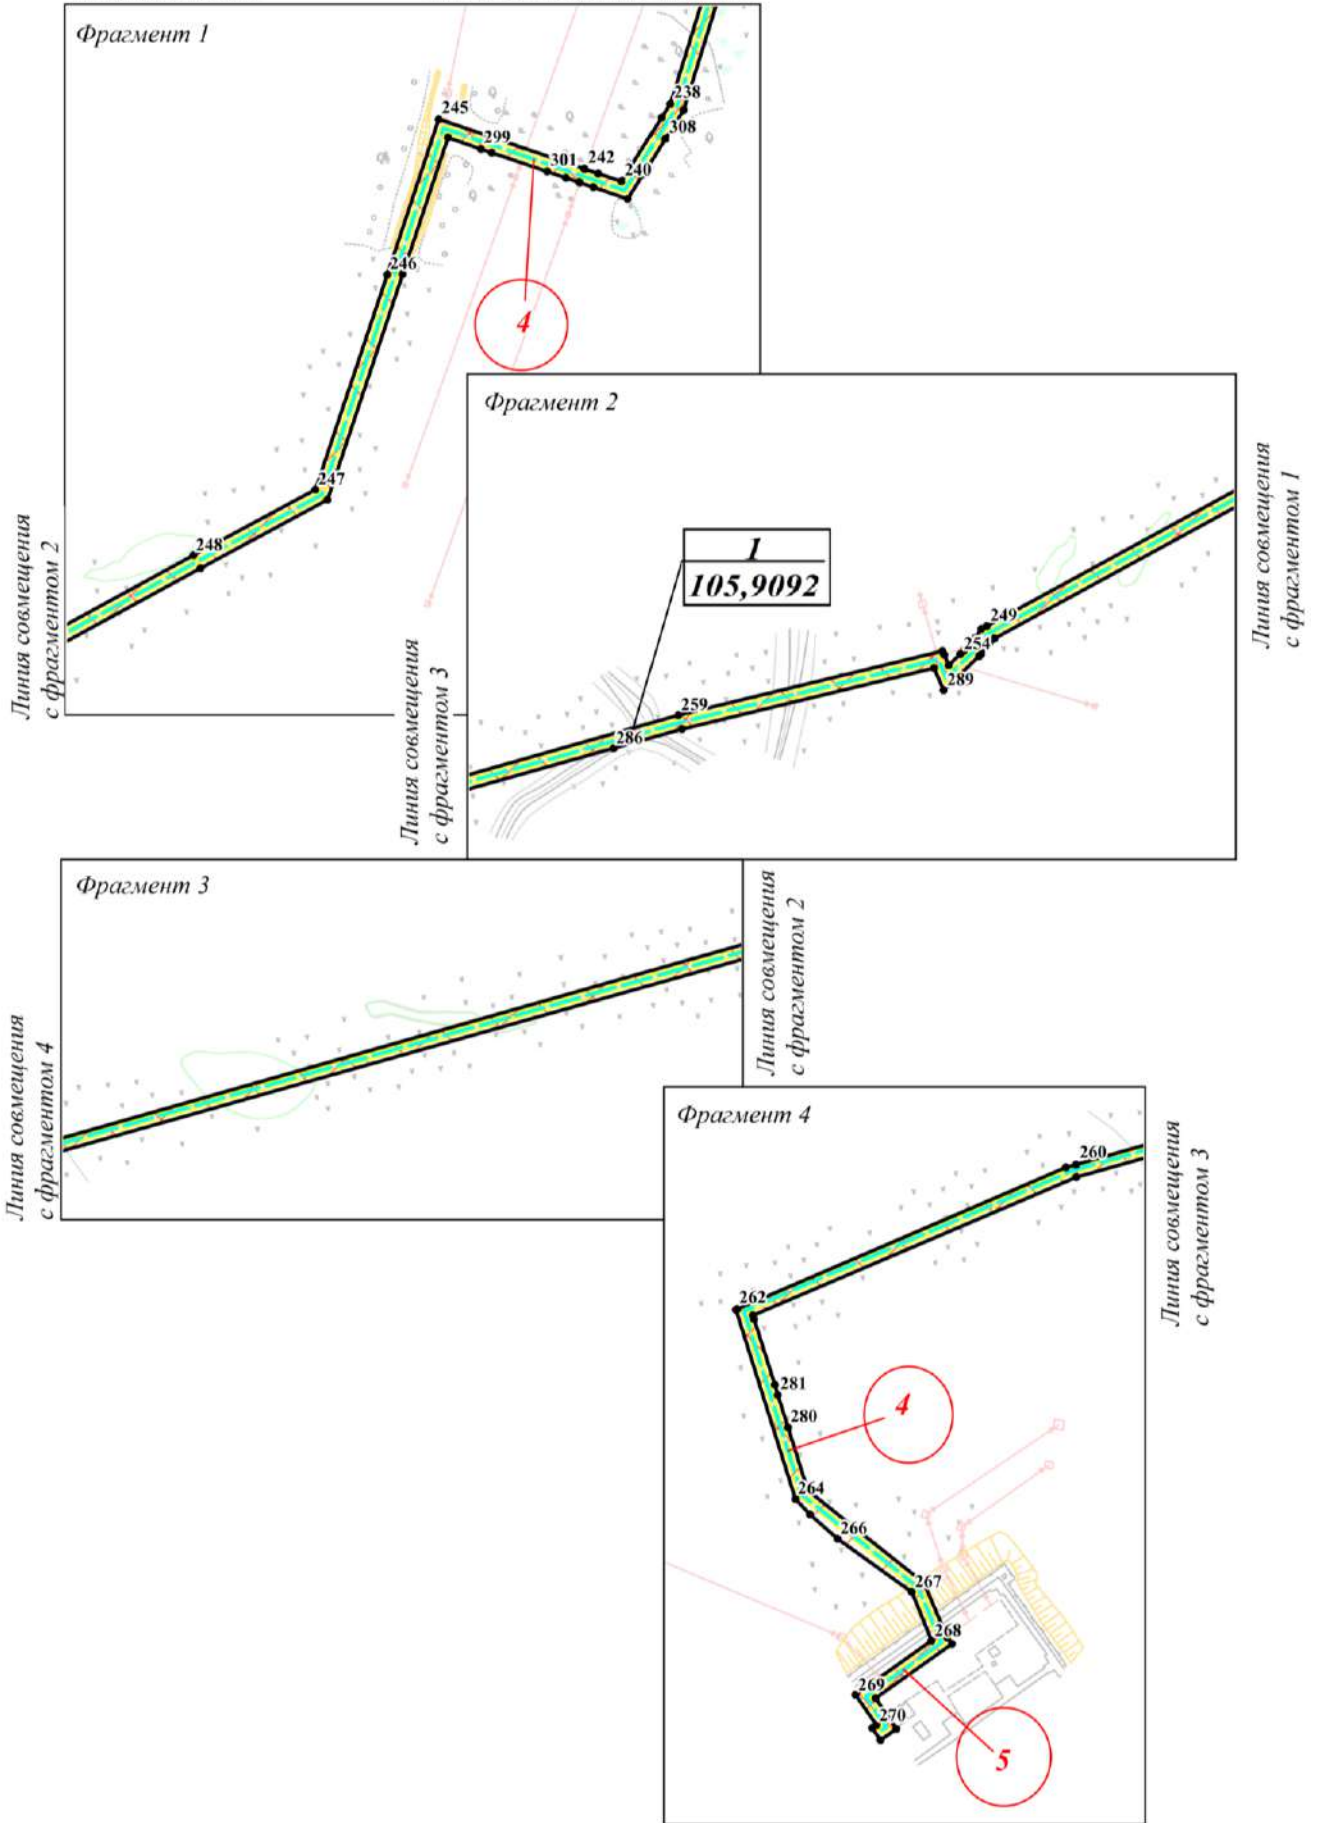 Фрагмент 1
238
245
308
299
301
242
240
246
4
247
248
Линия совмещения
с фрагментом 2
Фрагмент 2
1
105,9092
249
254
289
259
286
Линия совмещения
с фрагментом 1
Линия совмещения
с фрагментом 3
Фрагмент 3
Линия совмещения
с фрагментом 2
Линия совмещения
с фрагментом 4
Фрагмент 4
260
262
281
280
4
264
266
267
268
269
270
5
Линия совмещения
с фрагментом 3